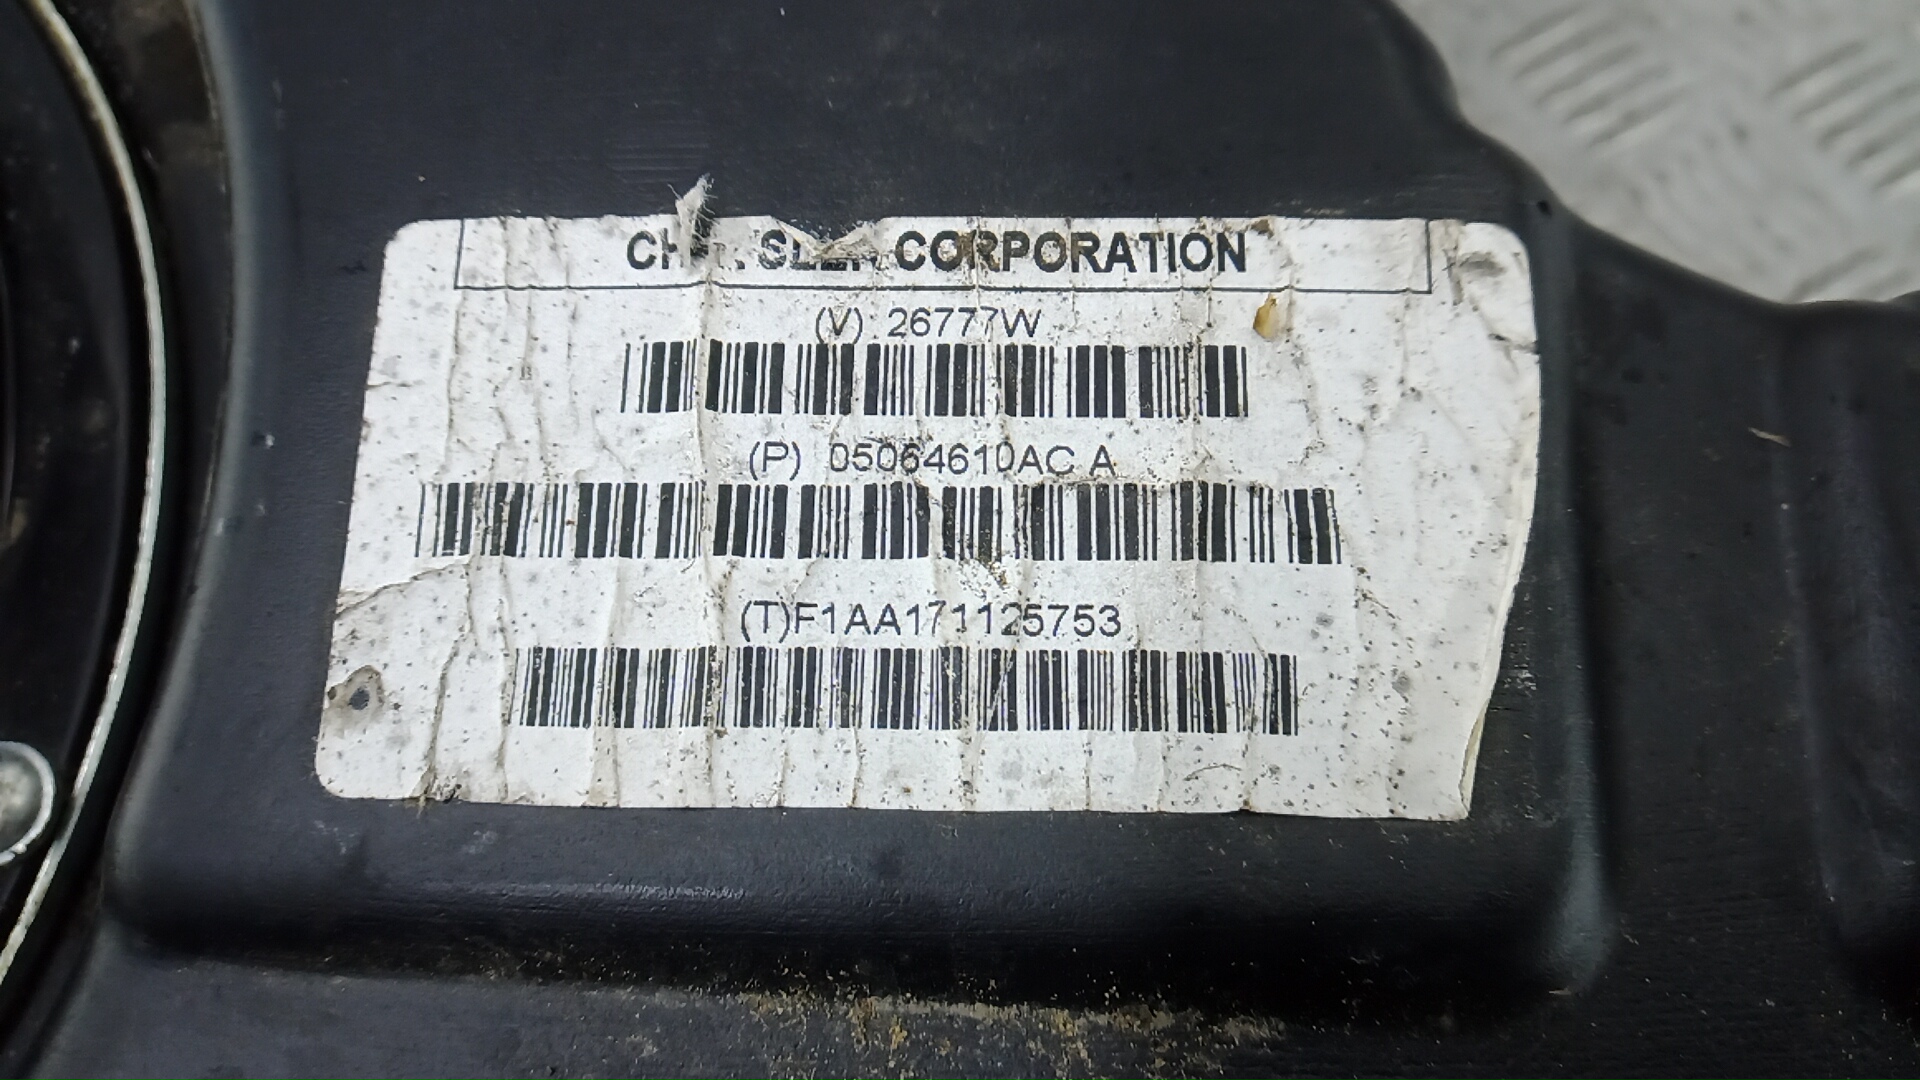 CORPORATION
(V) 26777W
(P) 05064610AC A
(T)F1AA171125753